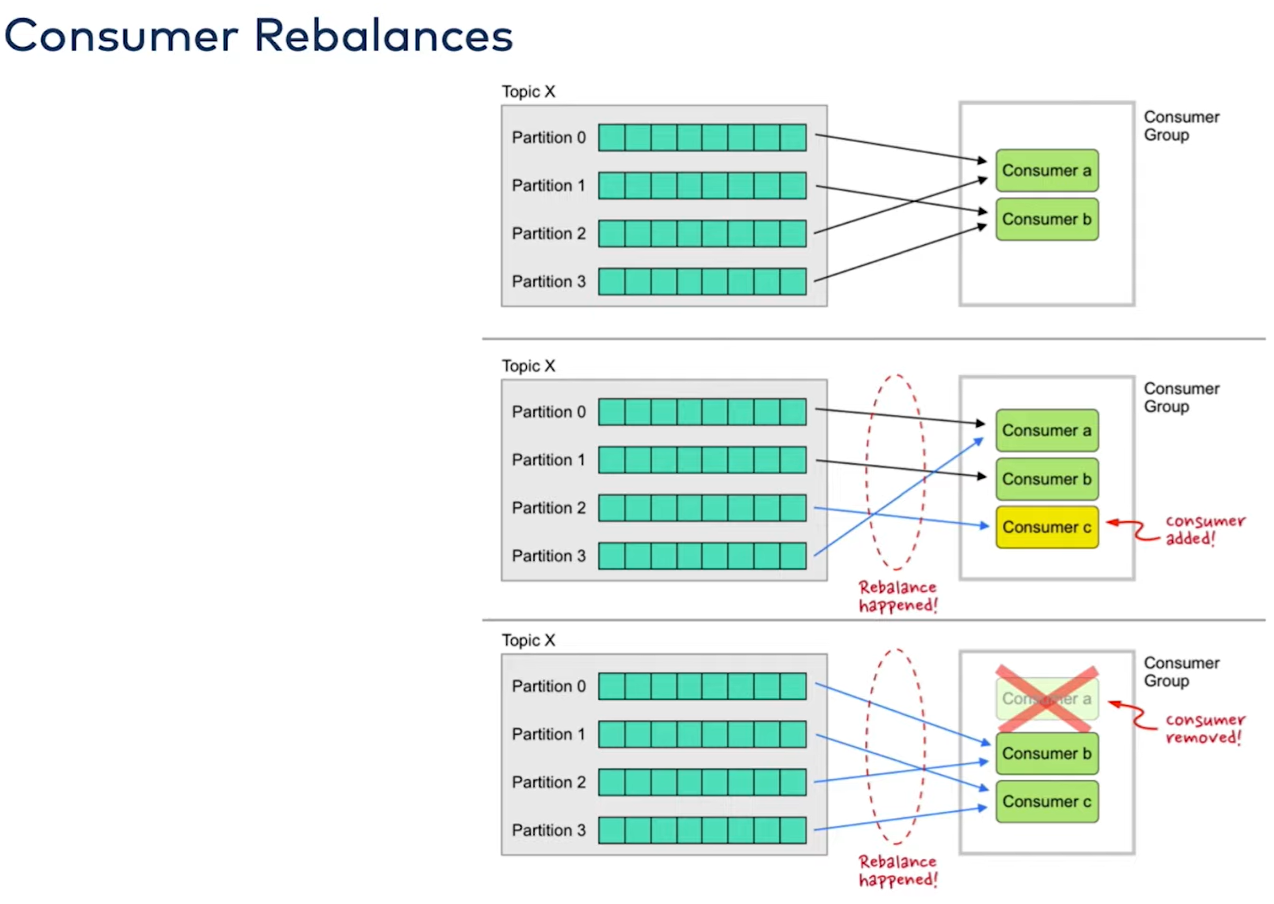 Consumer Rebalances
Topic X
Partition 0
Partition 1
Partition 2
Partition 3
Consumer
Group
Consumer a
Consumer b
Topic X
Partition 0
Partition 1
Partition 2
Partition 3
Rebalance
happened!
Consumer
Group
Consumer a
Consumer b
Consumer c
consumer
added!
Topic X
Partition 0
Partition 1
Partition 2
Partition 3
Rebalance
happened!
Consumer
Group
Consumer a
Consumer b
Consumer c
consumer
removed!